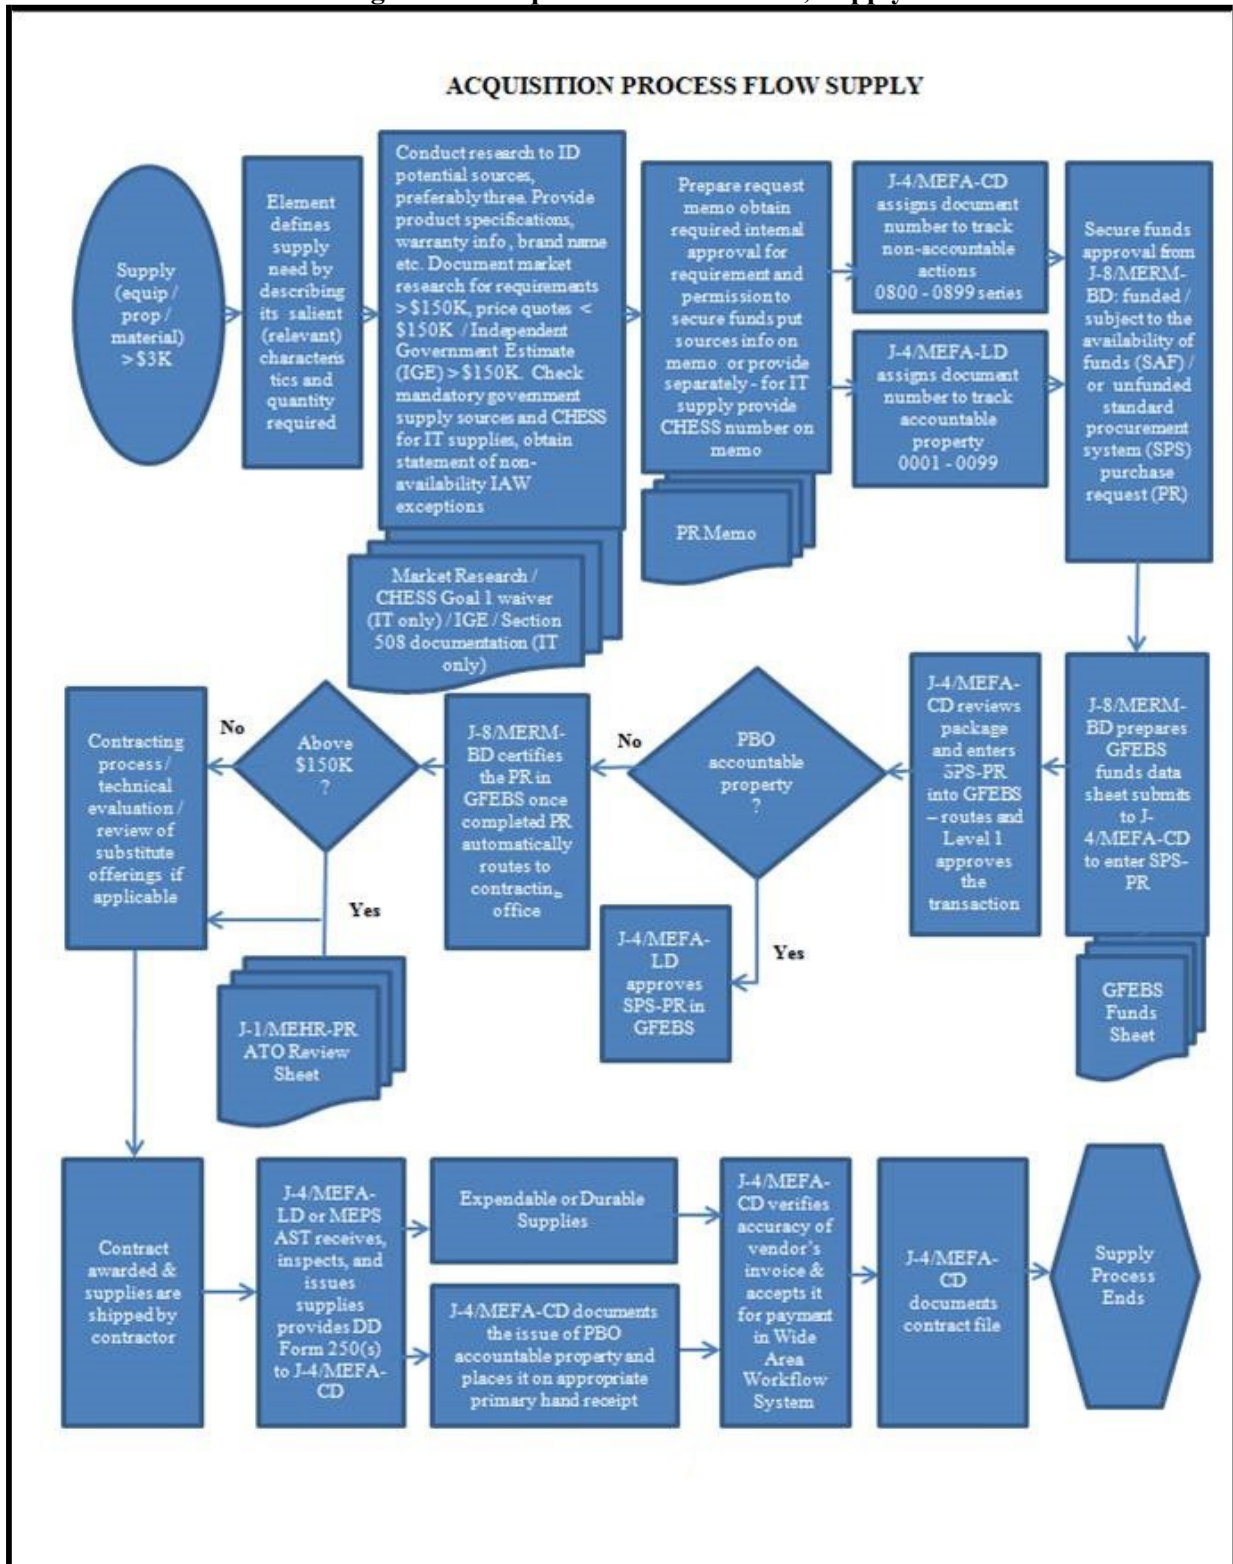 ACQUISITION PROCESS FLOW SUPPLY
Supply
(equip /
prop /
material)
> $3K
Element
defines
supply
need by
describing
its salient
(relevant)
characteris
tics and
quantity
required
Conduct research to ID
potential sources,
preferably three. Provide
product specifications,
warranty info , brand name
etc. Document market
research for requirements
> $150K, price quotes <
$150K / Independent
Government Estimate
(IGE) > $150K. Check
mandatory government
supply sources and CHESS
for IT supplies, obtain
statement of non-
availability IAW
exceptions
Market Research /
CHESS Goal 1 waiver
(IT only) / IGE / Section
508 documentation (IT
only)
Prepare request
memo obtain
required internal
approval for
requirement and
permission to
secure funds put
sources info on
memo or provide
separately - for IT
supply provide
CHESS number on
memo
PR Memo
J-4/MEFA-CD
assigns document
number to track
non-accountable
actions
0800 - 0899 series
J-4/MEFA-LD
assigns document
number to track
accountable
property
0001 - 0099
Secure funds
approval from
J-8/MERM-
BD: funded /
subject to the
availability of
funds (SAF) /
or unfunded
standard
procurement
system (SPS)
purchase
request (PR)
J-8/MERM-
BD prepares
GFEBS
funds data
sheet submits
to J-
4/MEFA-CD
to enter SPS-
PR
GFEBS
Funds
Sheet
J-4/MEFA-
CD reviews
package
and enters
SPS-PR
into GFEBS
– routes and
Level 1
approves
the
transaction
PBO
accountable
property
?
No
Yes
J-4/MEFA-
LD
approves
SPS-PR in
GFEBS
J-8/MERM-
BD certifies
the PR in
GFEBS once
completed PR
automatically
routes to
contracting
office
Above
$150K
?
No
Yes
J-1/MEHR-PR
ATO Review
Sheet
Contracting
process /
technical
evaluation /
review of
substitute
offerings if
applicable
Contract
awarded &
supplies are
shipped by
contractor
J-4/MEFA-
LD or MEPS
AST receives,
inspects, and
issues
supplies
provides DD
Form 250(s)
to J-4/MEFA-
CD
Expendable or Durable
Supplies
J-4/MEFA-CD documents
the issue of PBO
accountable property and
places it on appropriate
primary hand receipt
J-4/MEFA-
CD verifies
accuracy of
vendor's
invoice &
accepts it
for payment
in Wide
Area
Workflow
System
J-4/MEFA-
CD
documents
contract file
Supply
Process
Ends